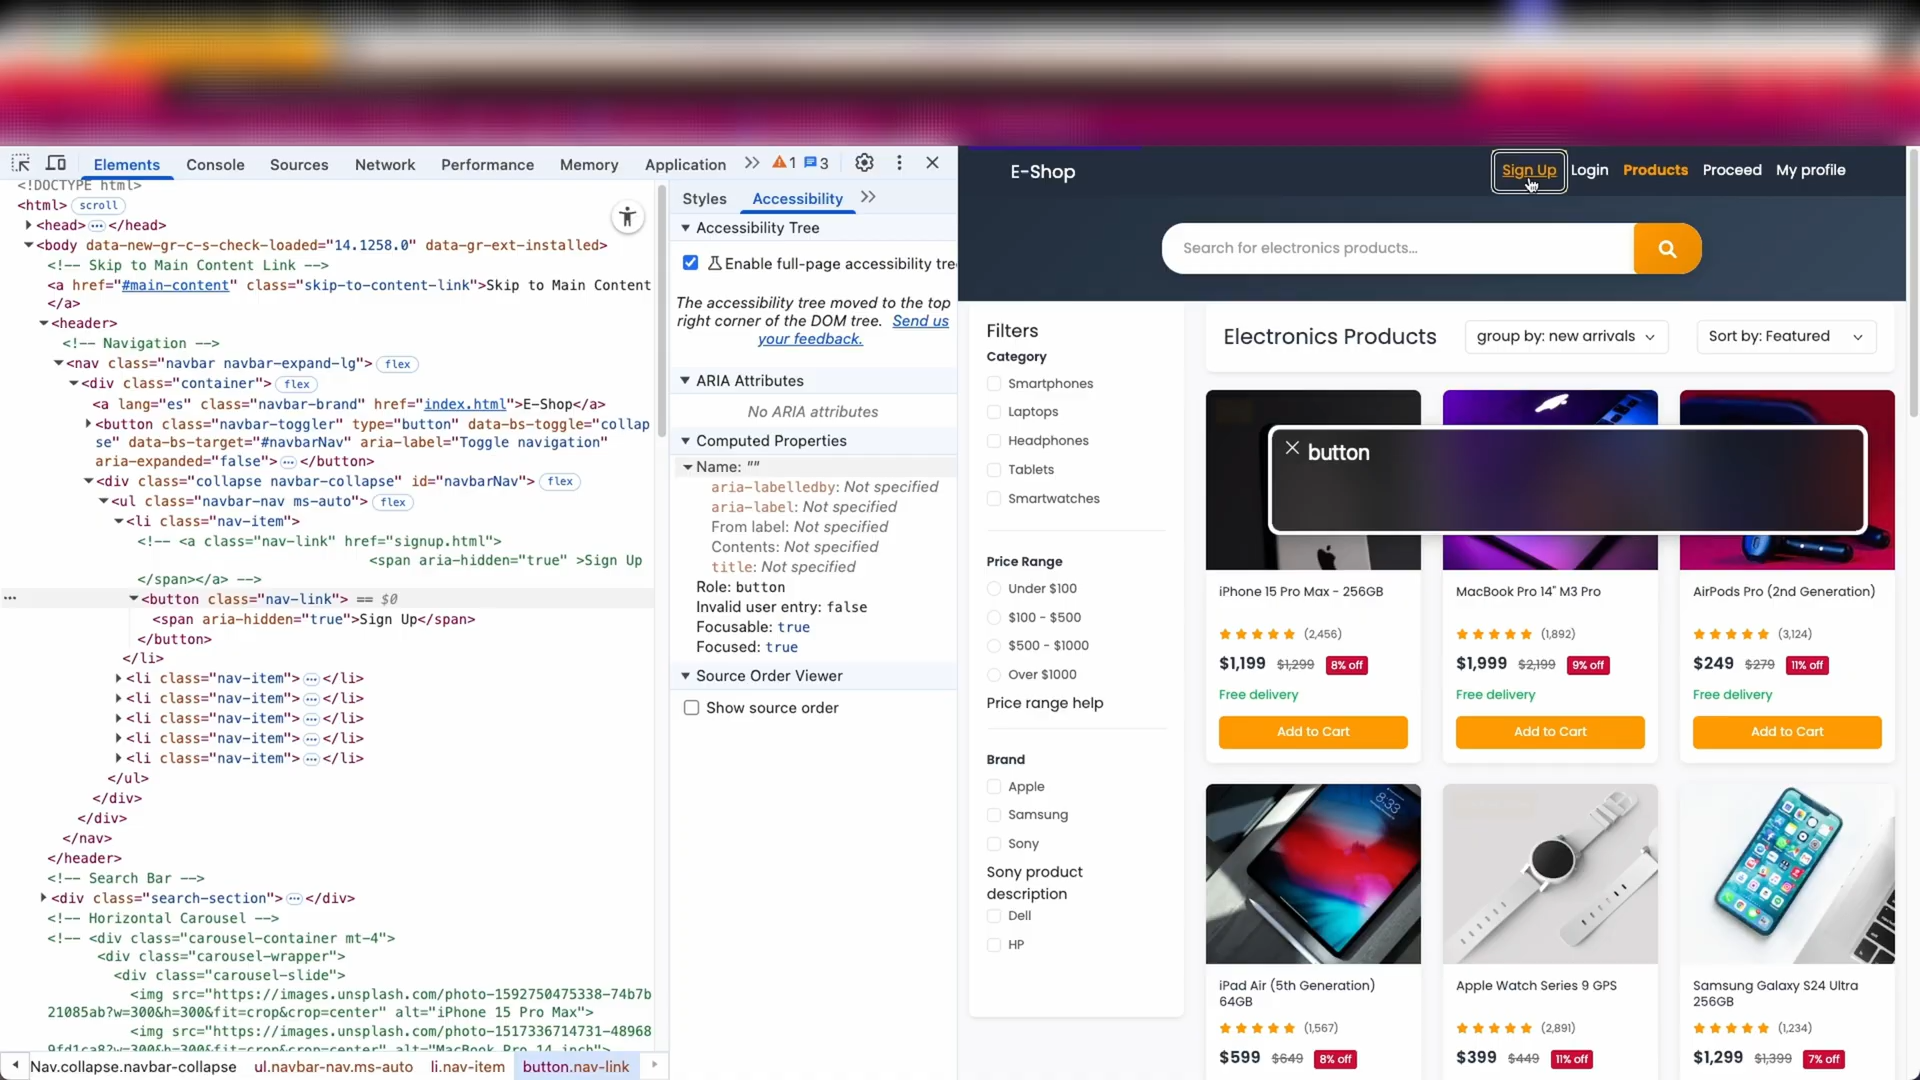 Elements Console Sources Network Performance Memory Application 1 3
<!DOCTYPE html>
<html> scroll
<head> </head>
<body data-new-gr-c-s-check-loaded="14.1258.0" data-gr-ext-installed>
<!-- Skip to Main Content Link -->
<a href="#main-content" class="skip-to-content-link">Skip to Main Content
</a>
<header>
<!-- Navigation -->
<nav class="navbar navbar-expand-lg"> flex
<div class="container"> flex
<a lang="es" class="navbar-brand" href="index.html">E-Shop</a>
<button class="navbar-toggler" type="button" data-bs-toggle="collap
se" data-bs-target="#navbarNav" aria-label="Toggle navigation"
aria-expanded="false"> </button>
<div class="collapse navbar-collapse" id="navbarNav"> flex
<ul class="navbar-nav ms-auto"> flex
<li class="nav-item">
<!-- <a class="nav-link" href="signup.html">
<span aria-hidden="true" >Sign Up
</span></a> -->
<button class="nav-link"> == $0
<span aria-hidden="true">Sign Up</span>
</button>
</li>
<li class="nav-item"> </li>
<li class="nav-item"> </li>
<li class="nav-item"> </li>
<li class="nav-item"> </li>
<li class="nav-item"> </li>
</ul>
</div>
</div>
</nav>
</header>
<!-- Search Bar -->
<div class="search-section"> </div>
<!-- Horizontal Carousel -->
<!-- <div class="carousel-container mt-4">
<div class="carousel-wrapper">
<div class="carousel-slide">
<img src="https://images.unsplash.com/photo-1592750475338-74b7b
21085ab?w=300&h=300&fit=crop&crop=center" alt="iPhone 15 Pro Max">
<img src="https://images.unsplash.com/photo-1517336714731-48968
9fd1ca8?w=300&h=300&fit=crop&crop=center" alt="MacBook Pro 14 inch">
Nav.collapse.navbar-collapse ul.navbar-nav.ms-auto li.nav-item button.nav-link
Styles Accessibility
Accessibility Tree
Enable full-page accessibility tre
The accessibility tree moved to the top
right corner of the DOM tree. Send us
your feedback.
ARIA Attributes
No ARIA attributes
Computed Properties
Name: ""
aria-labelledby: Not specified
aria-label: Not specified
From label: Not specified
Contents: Not specified
title: Not specified
Role: button
Invalid user entry: false
Focusable: true
Focused: true
Source Order Viewer
Show source order
E-Shop
Sign Up Login Products Proceed My profile
Search for electronics products...
Filters
Category
Smartphones
Laptops
Headphones
Tablets
Smartwatches
Price Range
Under $100
$100 - $500
$500 - $1000
Over $1000
Price range help
Brand
Apple
Samsung
Sony
Sony product
description
Dell
HP
Electronics Products
group by: new arrivals
Sort by: Featured
button
iPhone 15 Pro Max - 256GB
(2,456)
$1,199 $1,299 8% off
Free delivery
Add to Cart
MacBook Pro 14" M3 Pro
(1,892)
$1,999 $2,199 9% off
Free delivery
Add to Cart
AirPods Pro (2nd Generation)
(3,124)
$249 $279 11% off
Free delivery
Add to Cart
8:33
iPad Air (5th Generation)
64GB
(1,567)
$599 $649 8% off
Apple Watch Series 9 GPS
(2,891)
$399 $449 11% off
Samsung Galaxy S24 Ultra
256GB
(1,234)
$1,299 $1,399 7% off